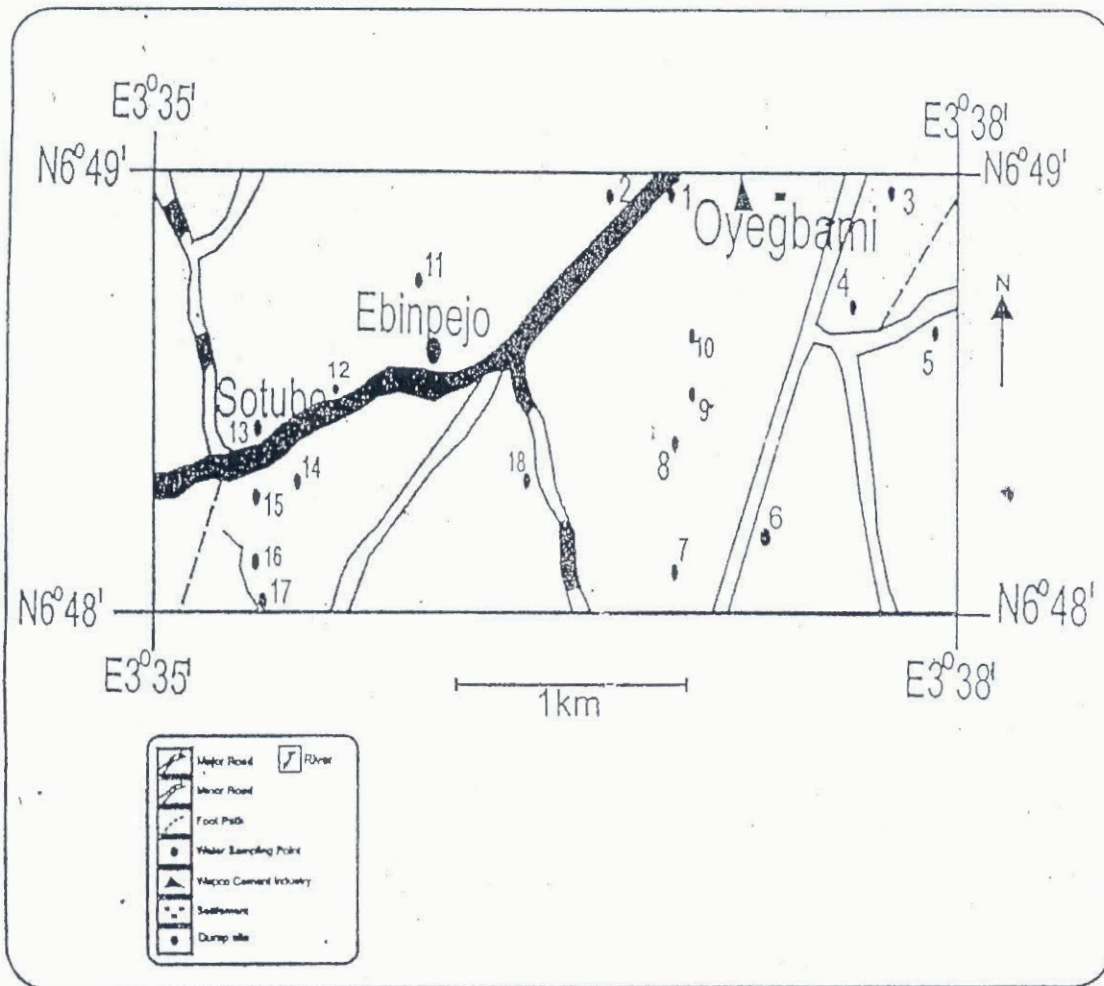 E3°35'
E3°38'
N6°49'
N6°49'
2
1
3
Oyegbami
4
11
Ebinpejo
N
10
5
12
9
Sotubo
13
8
14
18
15
6
16
7
17
N6°48'
N6°48'
E3°35'
E3°38'
1km
Major Road
River
Minor Road
Foot Path
Water Sampling Point
Wapco Cement Industry
Settlement
Dump site